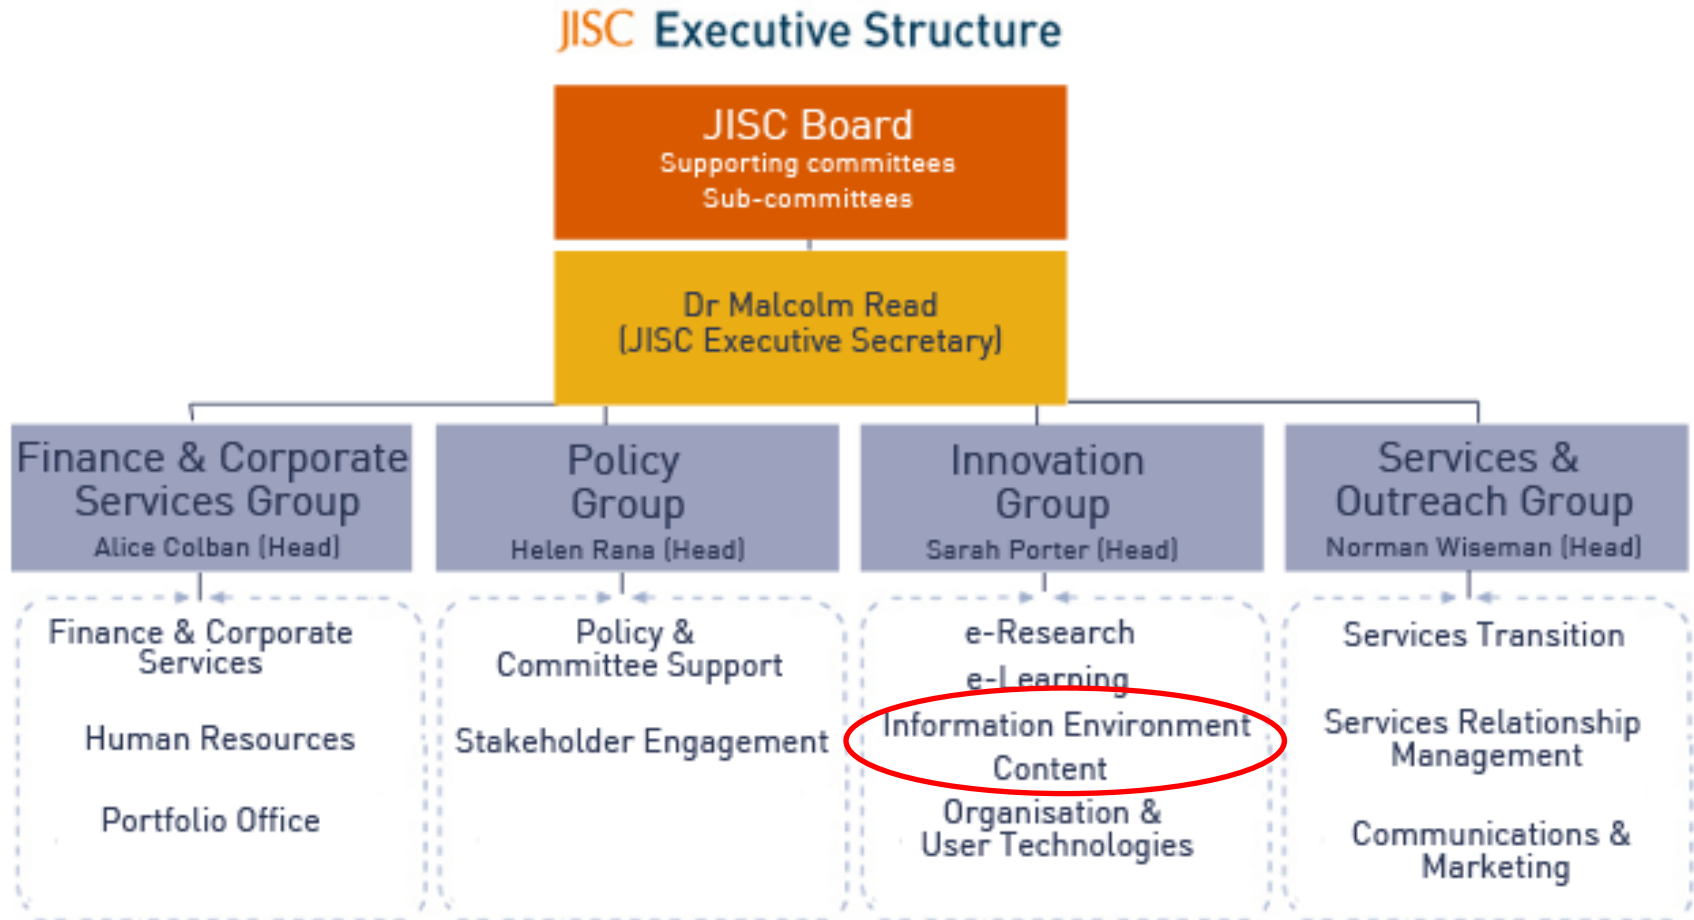 JISC Executive Structure
JISC Board
Supporting committees
Sub-committees
Dr Malcolm Read
(JISC Executive Secretary)
Finance & Corporate
Services Group
Alice Colban (Head)
Policy
Group
Helen Rana (Head)
Innovation
Group
Sarah Porter (Head)
Services &
Outreach Group
Norman Wiseman (Head)
Finance & Corporate
Services
Human Resources
Portfolio Office
Policy &
Committee Support
Stakeholder Engagement
e-Research
e-Learning
Information Environment
Content
Organisation &
User Technologies
Services Transition
Services Relationship
Management
Communications &
Marketing